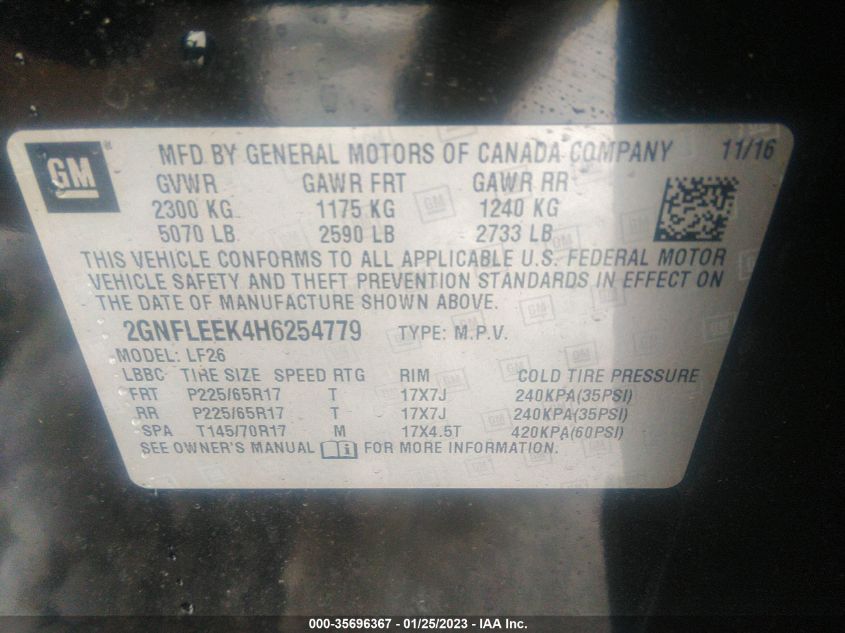 GM ® MFD BY GENERAL MOTORS OF CANADA COMPANY 11/16
GVWR GAWR FRT GAWR RR
2300 KG 1175 KG 1240 KG
5070 LB 2590 LB 2733 LB
THIS VEHICLE CONFORMS TO ALL APPLICABLE U.S. FEDERAL MOTOR
VEHICLE SAFETY AND THEFT PREVENTION STANDARDS IN EFFECT ON
THE DATE OF MANUFACTURE SHOWN ABOVE.
2GNFLEEK4H6254779 TYPE: M.P.V.
MODEL: LF26
LBBC TIRE SIZE SPEED RTG RIM COLD TIRE PRESSURE
FRT P225/65R17 T 17X7J 240KPA(35PSI)
RR P225/65R17 T 17X7J 240KPA(35PSI)
SPA T145/70R17 M 17X4.5T 420KPA(60PSI)
SEE OWNER'S MANUAL FOR MORE INFORMATION.
000-35696367 - 01/25/2023 - IAA Inc.